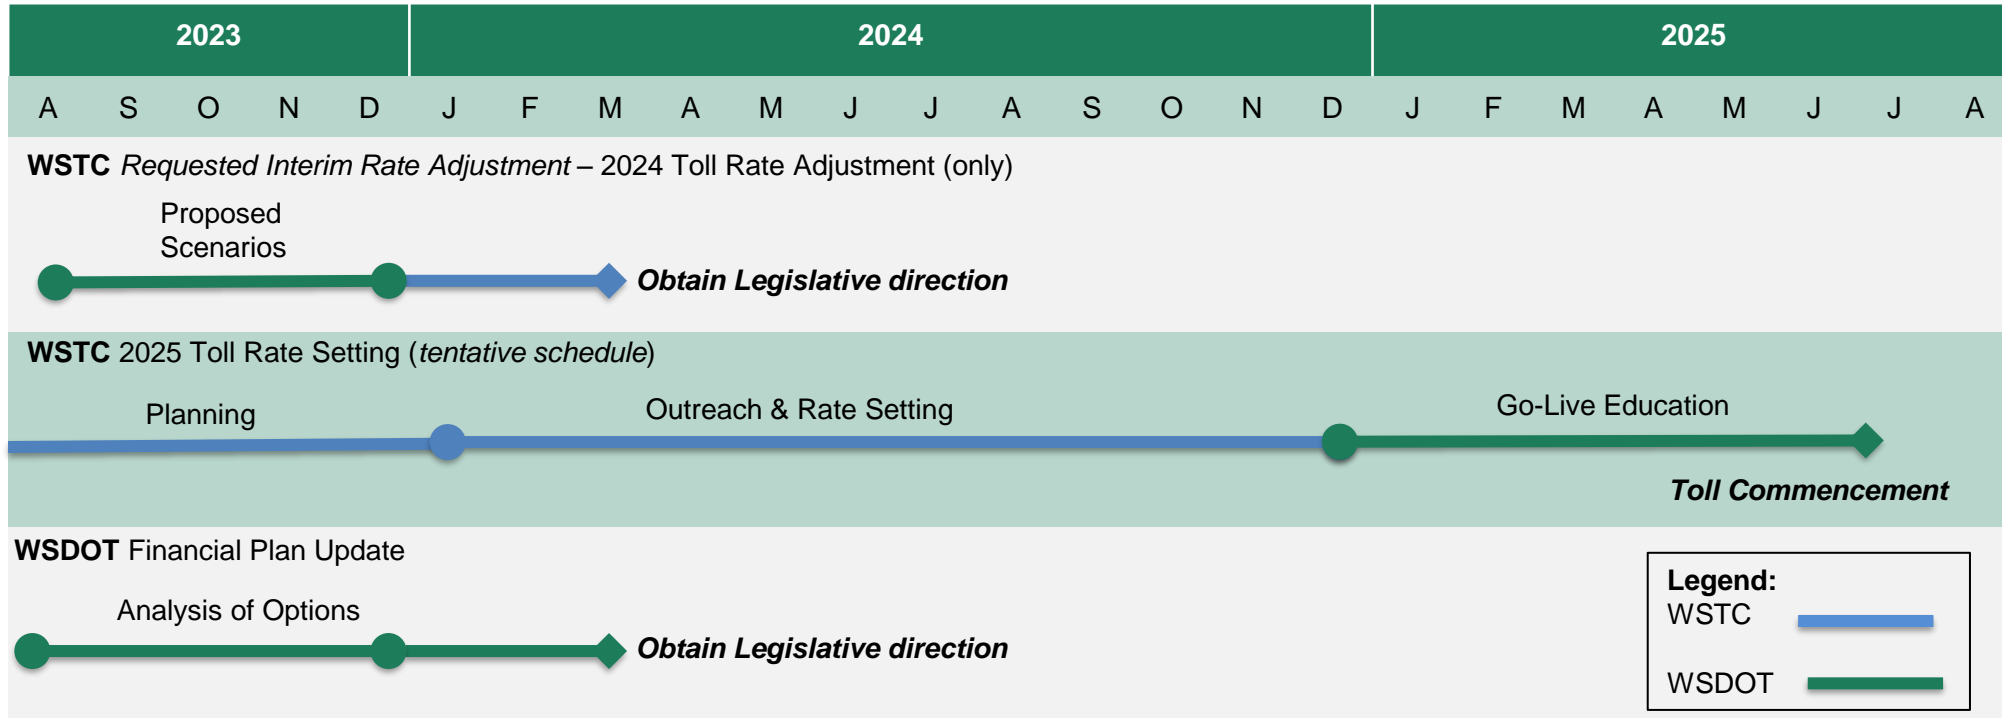 2023 2024 2025
A S O N D J F M A M J J A S O N D J F M A M J J A
WSTC Requested Interim Rate Adjustment – 2024 Toll Rate Adjustment (only)
Proposed
Scenarios
Obtain Legislative direction
WSTC 2025 Toll Rate Setting (tentative schedule)
Planning
Outreach & Rate Setting
Go-Live Education
Toll Commencement
WSDOT Financial Plan Update
Analysis of Options
Obtain Legislative direction
Legend:
WSTC
WSDOT